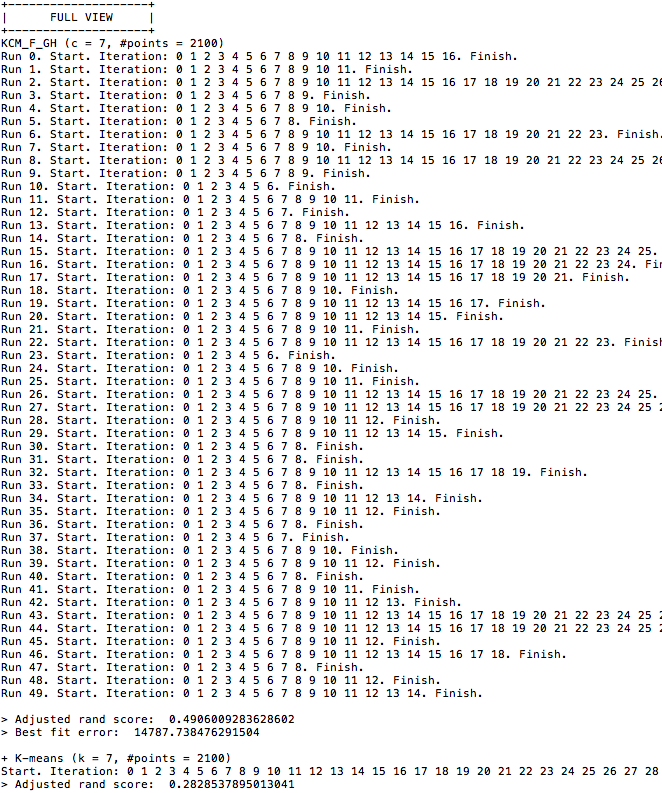 +--------------------+
|      FULL VIEW     |
+--------------------+
KCM_F_GH (c = 7, #points = 2100)
Run 0. Start. Iteration: 0 1 2 3 4 5 6 7 8 9 10 11 12 13 14 15 16. Finish.
Run 1. Start. Iteration: 0 1 2 3 4 5 6 7 8 9 10 11. Finish.
Run 2. Start. Iteration: 0 1 2 3 4 5 6 7 8 9 10 11 12 13 14 15 16 17 18 19 20 21 22 23 24 25 26
Run 3. Start. Iteration: 0 1 2 3 4 5 6 7 8 9. Finish.
Run 4. Start. Iteration: 0 1 2 3 4 5 6 7 8 9 10. Finish.
Run 5. Start. Iteration: 0 1 2 3 4 5 6 7 8. Finish.
Run 6. Start. Iteration: 0 1 2 3 4 5 6 7 8 9 10 11 12 13 14 15 16 17 18 19 20 21 22 23. Finish.
Run 7. Start. Iteration: 0 1 2 3 4 5 6 7 8 9 10. Finish.
Run 8. Start. Iteration: 0 1 2 3 4 5 6 7 8 9 10 11 12 13 14 15 16 17 18 19 20 21 22 23 24 25 26
Run 9. Start. Iteration: 0 1 2 3 4 5 6 7 8 9. Finish.
Run 10. Start. Iteration: 0 1 2 3 4 5 6. Finish.
Run 11. Start. Iteration: 0 1 2 3 4 5 6 7 8 9 10 11. Finish.
Run 12. Start. Iteration: 0 1 2 3 4 5 6 7. Finish.
Run 13. Start. Iteration: 0 1 2 3 4 5 6 7 8 9 10 11 12 13 14 15 16. Finish.
Run 14. Start. Iteration: 0 1 2 3 4 5 6 7 8. Finish.
Run 15. Start. Iteration: 0 1 2 3 4 5 6 7 8 9 10 11 12 13 14 15 16 17 18 19 20 21 22 23 24 25.
Run 16. Start. Iteration: 0 1 2 3 4 5 6 7 8 9 10 11 12 13 14 15 16 17 18 19 20 21 22 23 24. Fin
Run 17. Start. Iteration: 0 1 2 3 4 5 6 7 8 9 10 11 12 13 14 15 16 17 18 19 20 21. Finish.
Run 18. Start. Iteration: 0 1 2 3 4 5 6 7 8 9 10. Finish.
Run 19. Start. Iteration: 0 1 2 3 4 5 6 7 8 9 10 11 12 13 14 15 16 17. Finish.
Run 20. Start. Iteration: 0 1 2 3 4 5 6 7 8 9 10 11 12 13 14 15. Finish.
Run 21. Start. Iteration: 0 1 2 3 4 5 6 7 8 9 10 11. Finish.
Run 22. Start. Iteration: 0 1 2 3 4 5 6 7 8 9 10 11 12 13 14 15 16 17 18 19 20 21 22 23. Finish
Run 23. Start. Iteration: 0 1 2 3 4 5 6. Finish.
Run 24. Start. Iteration: 0 1 2 3 4 5 6 7 8 9 10. Finish.
Run 25. Start. Iteration: 0 1 2 3 4 5 6 7 8 9 10 11. Finish.
Run 26. Start. Iteration: 0 1 2 3 4 5 6 7 8 9 10 11 12 13 14 15 16 17 18 19 20 21 22 23 24 25.
Run 27. Start. Iteration: 0 1 2 3 4 5 6 7 8 9 10 11 12 13 14 15 16 17 18 19 20 21 22 23 24 25 2
Run 28. Start. Iteration: 0 1 2 3 4 5 6 7 8 9 10 11 12. Finish.
Run 29. Start. Iteration: 0 1 2 3 4 5 6 7 8 9 10 11 12 13 14 15. Finish.
Run 30. Start. Iteration: 0 1 2 3 4 5 6 7 8. Finish.
Run 31. Start. Iteration: 0 1 2 3 4 5 6 7 8. Finish.
Run 32. Start. Iteration: 0 1 2 3 4 5 6 7 8 9 10 11 12 13 14 15 16 17 18 19. Finish.
Run 33. Start. Iteration: 0 1 2 3 4 5 6 7 8. Finish.
Run 34. Start. Iteration: 0 1 2 3 4 5 6 7 8 9 10 11 12 13 14. Finish.
Run 35. Start. Iteration: 0 1 2 3 4 5 6 7 8 9 10 11 12. Finish.
Run 36. Start. Iteration: 0 1 2 3 4 5 6 7 8. Finish.
Run 37. Start. Iteration: 0 1 2 3 4 5 6 7. Finish.
Run 38. Start. Iteration: 0 1 2 3 4 5 6 7 8 9 10. Finish.
Run 39. Start. Iteration: 0 1 2 3 4 5 6 7 8 9 10 11 12. Finish.
Run 40. Start. Iteration: 0 1 2 3 4 5 6 7 8. Finish.
Run 41. Start. Iteration: 0 1 2 3 4 5 6 7 8 9 10 11. Finish.
Run 42. Start. Iteration: 0 1 2 3 4 5 6 7 8 9 10 11 12 13. Finish.
Run 43. Start. Iteration: 0 1 2 3 4 5 6 7 8 9 10 11 12 13 14 15 16 17 18 19 20 21 22 23 24 25 2
Run 44. Start. Iteration: 0 1 2 3 4 5 6 7 8 9 10 11 12 13 14 15 16 17 18 19 20 21 22 23 24 25 2
Run 45. Start. Iteration: 0 1 2 3 4 5 6 7 8 9 10 11 12. Finish.
Run 46. Start. Iteration: 0 1 2 3 4 5 6 7 8 9 10 11 12 13 14 15 16 17 18. Finish.
Run 47. Start. Iteration: 0 1 2 3 4 5 6 7 8. Finish.
Run 48. Start. Iteration: 0 1 2 3 4 5 6 7 8 9 10 11 12. Finish.
Run 49. Start. Iteration: 0 1 2 3 4 5 6 7 8 9 10 11 12 13 14. Finish.
> Adjusted rand score:  0.4906009283628602
> Best fit error:  14787.738476291504
+ K-means (k = 7, #points = 2100)
Start. Iteration: 0 1 2 3 4 5 6 7 8 9 10 11 12 13 14 15 16 17 18 19 20 21 22 23 24 25 26 27 28
> Adjusted rand score:  0.2828537895013041